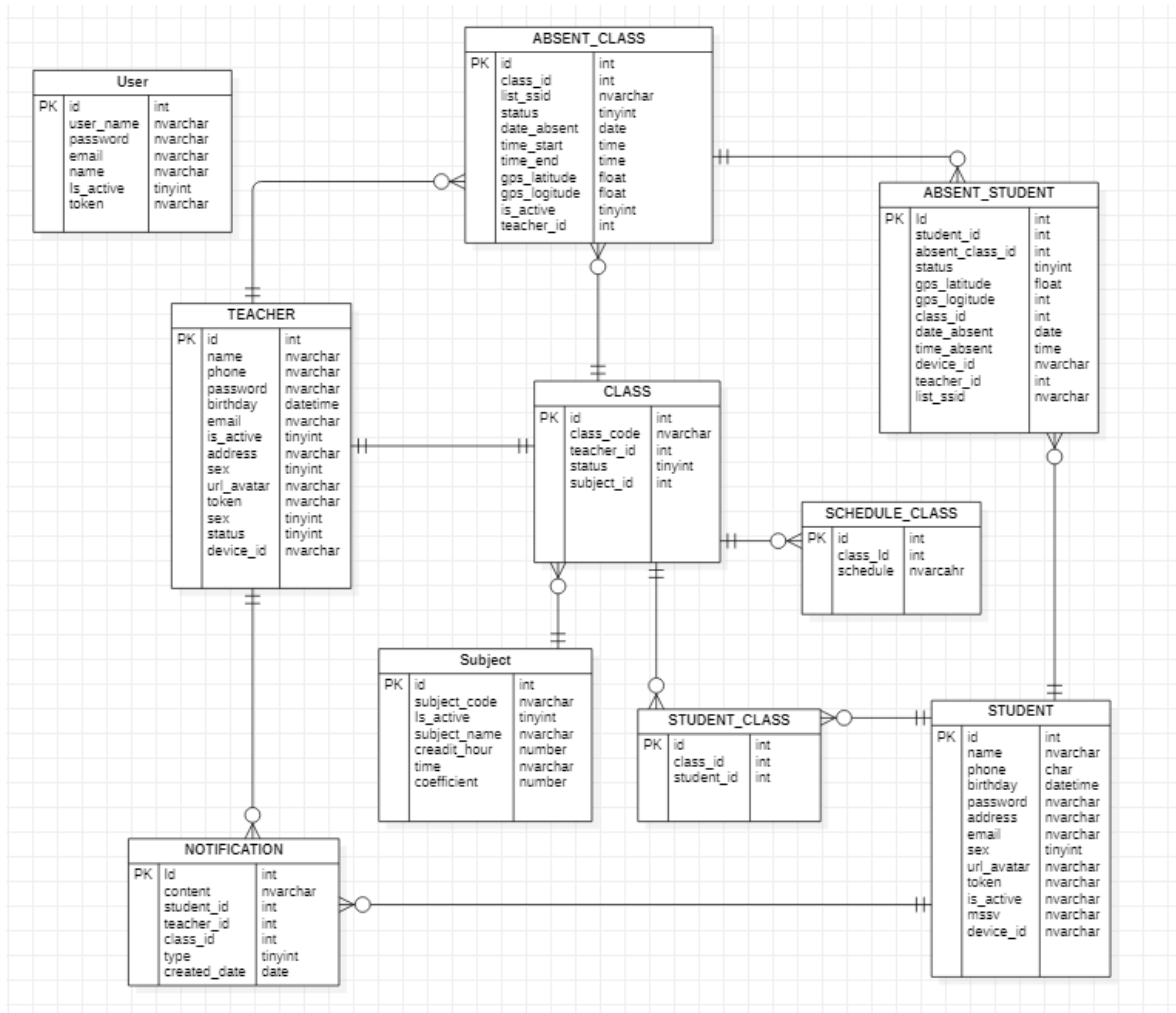 ABSENT_CLASS
PK id int
class_id int
list_ssid nvarchar
status tinyint
date_absent date
time_start time
time_end time
gps_latitude float
gps_logitude float
is_active tinyint
teacher_id int
User
PK id int
user_name nvarchar
password nvarchar
email nvarchar
name nvarchar
Is_active tinyint
token nvarchar
ABSENT_STUDENT
PK Id int
student_id int
absent_class_id int
status tinyint
gps_latitude float
gps_logitude int
class_id int
date_absent date
time_absent time
device_id nvarchar
teacher_id int
list_ssid nvarchar
TEACHER
PK id int
name nvarchar
phone nvarchar
password nvarchar
birthday datetime
email nvarchar
is_active tinyint
address nvarchar
sex tinyint
url_avatar nvarchar
token nvarchar
sex tinyint
status tinyint
device_id nvarchar
CLASS
PK id int
class_code nvarchar
teacher_id int
status tinyint
subject_id int
SCHEDULE_CLASS
PK id int
class_Id int
schedule nvarcahr
Subject
PK id int
subject_code nvarchar
Is_active tinyint
subject_name nvarchar
creadit_hour number
time nvarchar
coefficient number
STUDENT_CLASS
PK id int
class_id int
student_id int
STUDENT
PK id int
name nvarchar
phone char
birthday datetime
password nvarchar
address nvarchar
email nvarchar
sex tinyint
url_avatar nvarchar
token nvarchar
is_active nvarchar
mssv nvarchar
device_id nvarchar
NOTIFICATION
PK Id int
content nvarchar
student_id int
teacher_id int
class_id int
type tinyint
created_date date